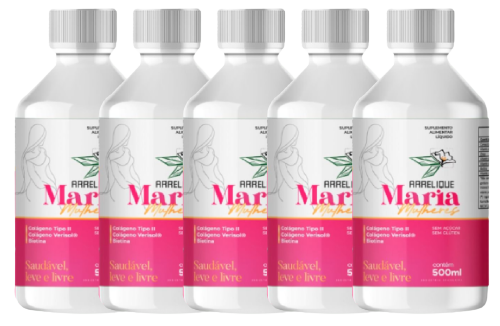 SUPLEMENTO
ALIMENTAR
LÍQUIDO
ARRELIQUE
Maria
Mulheres
Colágeno Tipo II
Colágeno Verisol®
Biotina
SEM AÇÚCAR
SEM GLÚTEN
Saudável,
leve e livre
contém
500ml